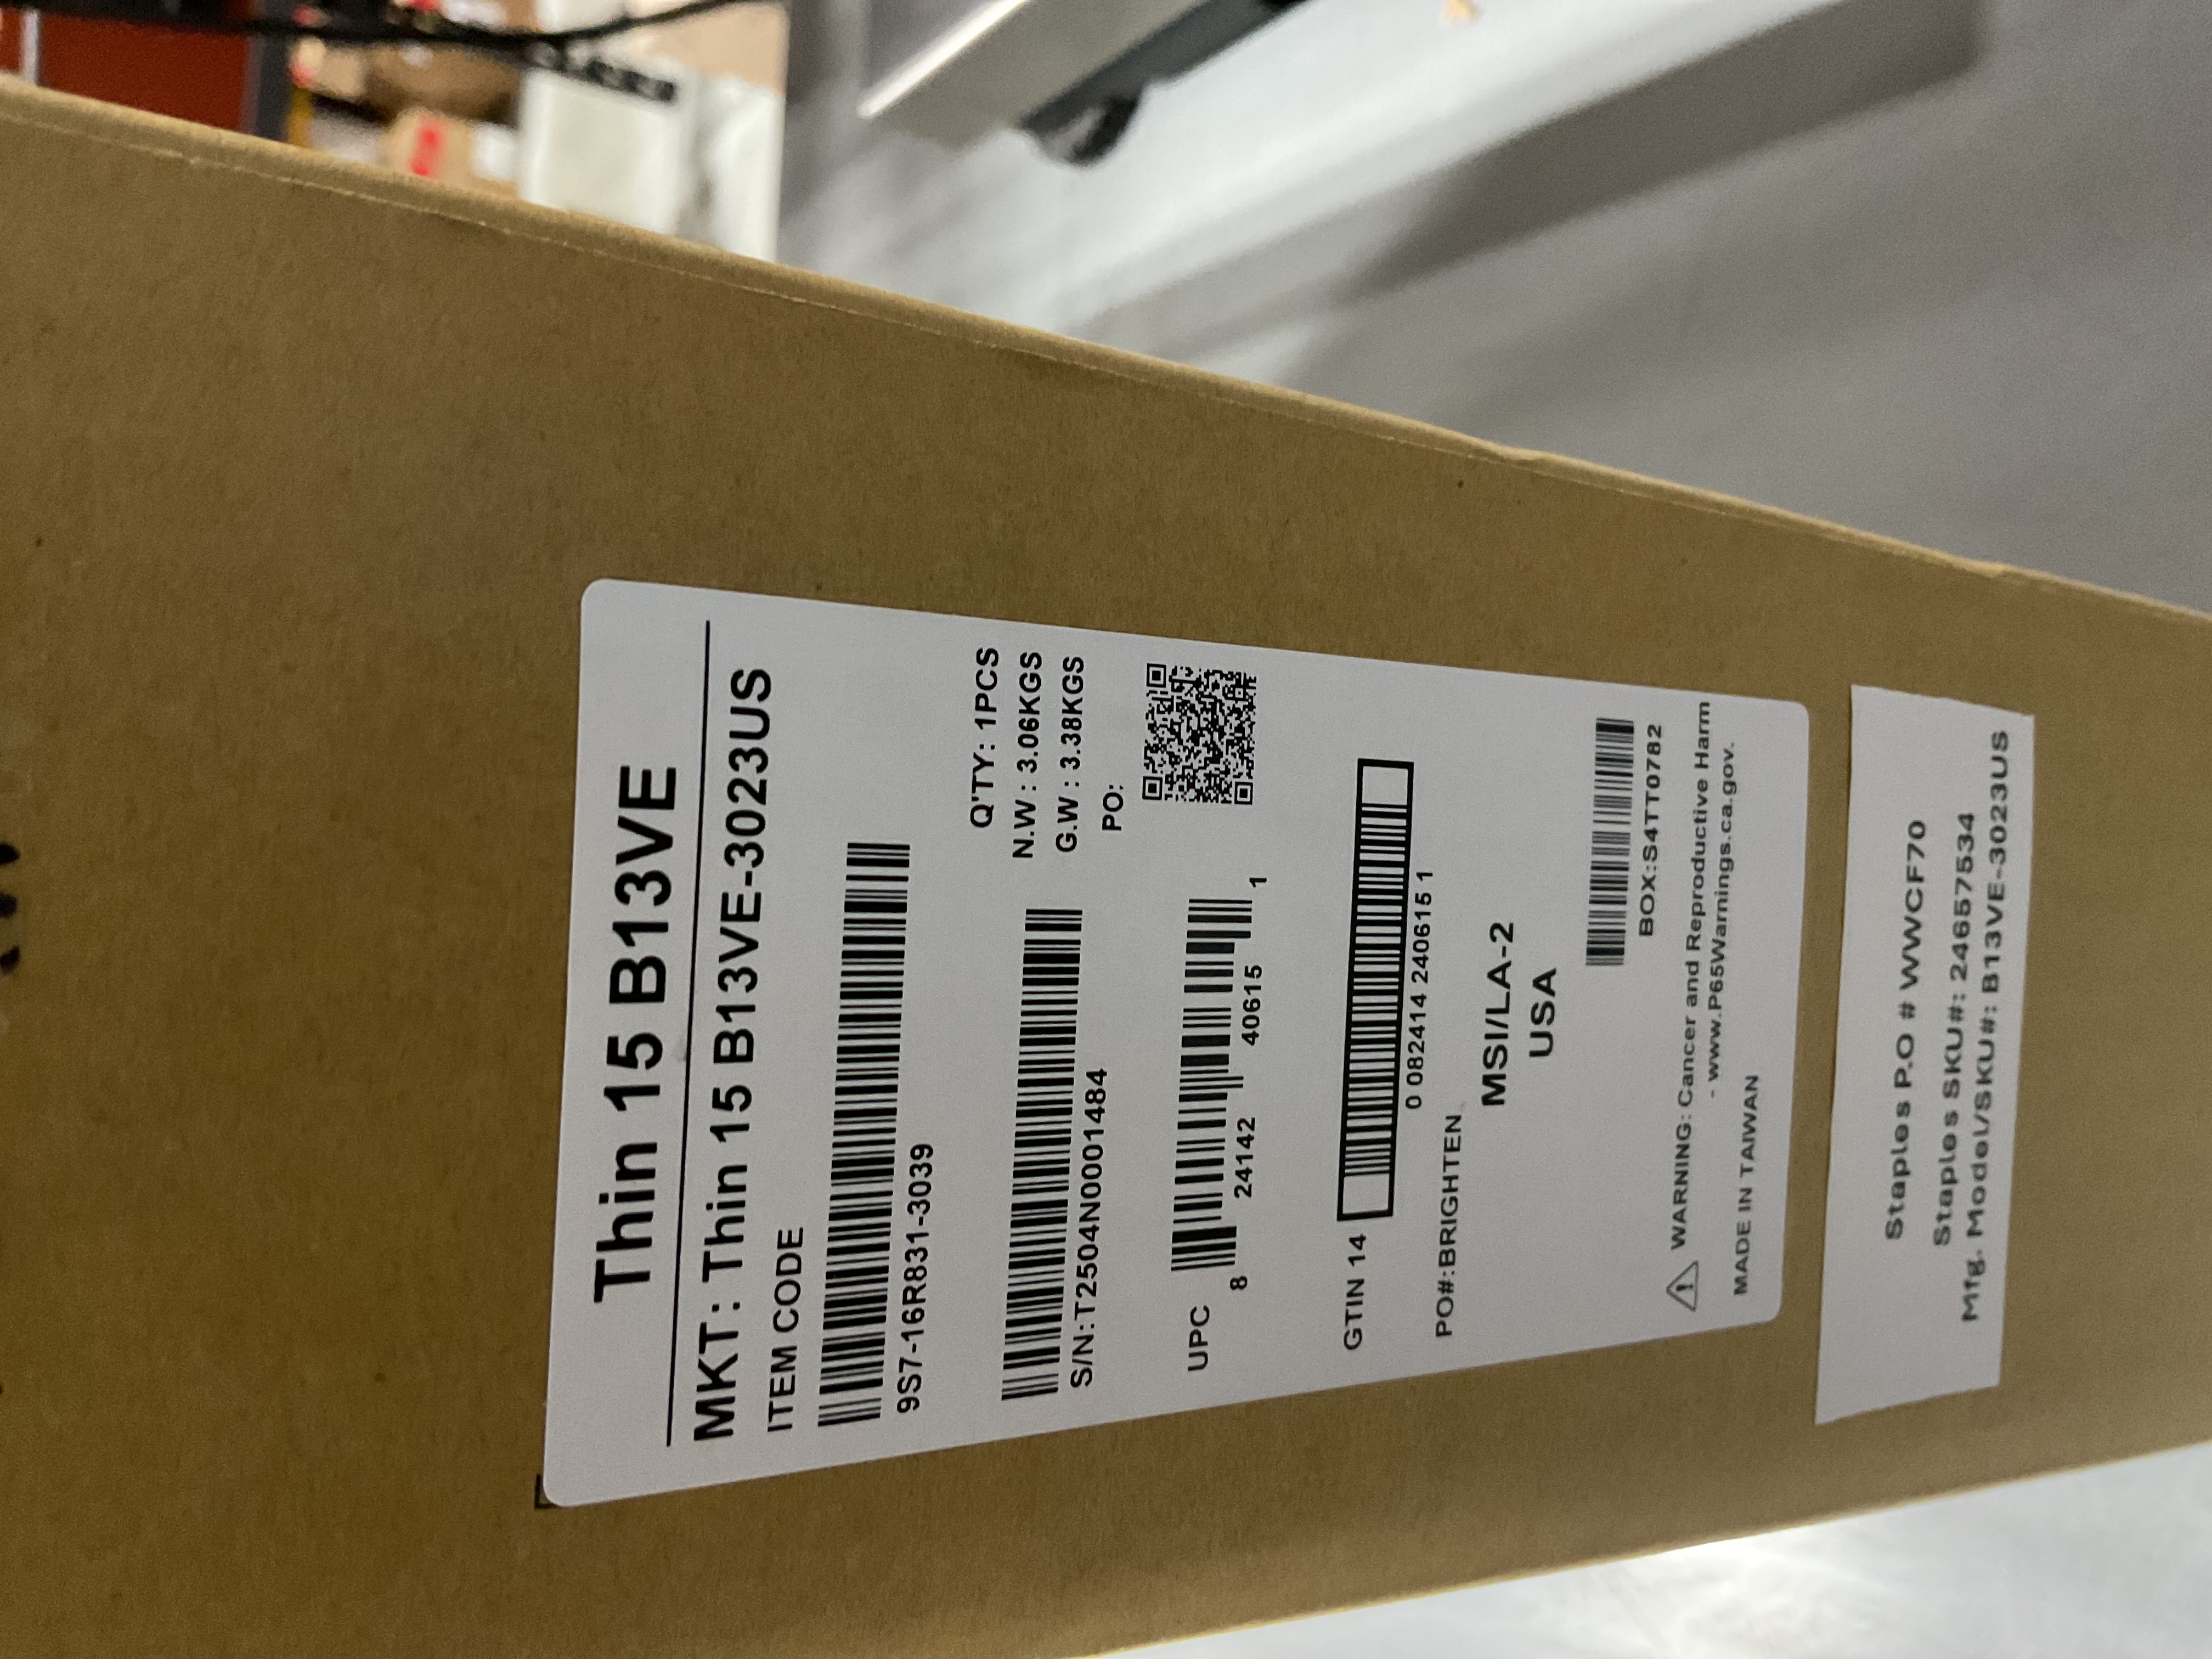 Thin 15 B13VE
MKT: Thin 15 B13VE-3023US
ITEM CODE
9S7-16R831-3039
Q'TY: 1PCS
N.W : 3.06KGS
G.W : 3.38KGS
PO:
S/N:T2504N0001484
UPC
8 24142 40615 1
GTIN 14
0 0824142406151
PO#:BRIGHTEN
MSI/LA-2
USA
BOX:S4TT0782
WARNING: Cancer and Reproductive Harm
- www.P65Warnings.ca.gov.
MADE IN TAIWAN
Staples P.O # WWCF70
Staples SKU#: 24657534
Mfg. Model/SKU#: B13VE-3023US